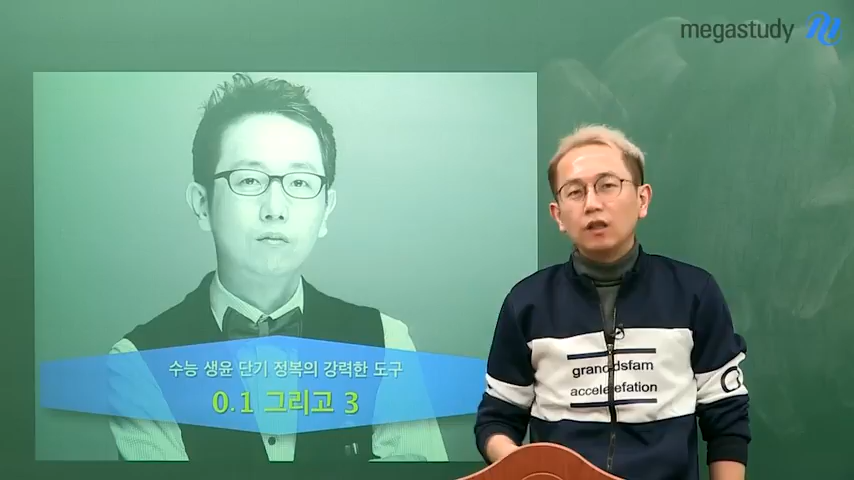 megastudy
수능 생윤 단기 정복의 강력한 도구
0.1 그리고 3
granddsfam
accelelefation